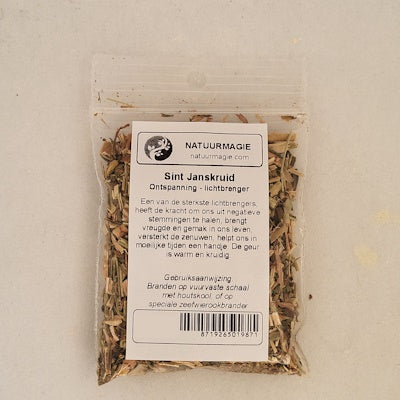 NATUURMAGIE
natuurmagie.com
Sint Janskruid
Ontspanning - lichtbrenger
Een van de sterkste lichtbrengers,
heeft de kracht om ons uit negatieve
stemmingen te halen, brengt
vreugde en gemak in ons leven,
versterkt de zenuwen, helpt ons in
moeilijke tijden een handje. De geur
is warm en kruidig.
Gebruiksaanwijzing
Branden op vuurvaste schaal
met houtskool, of op
speciale zeefwierookbrander
8719265019871